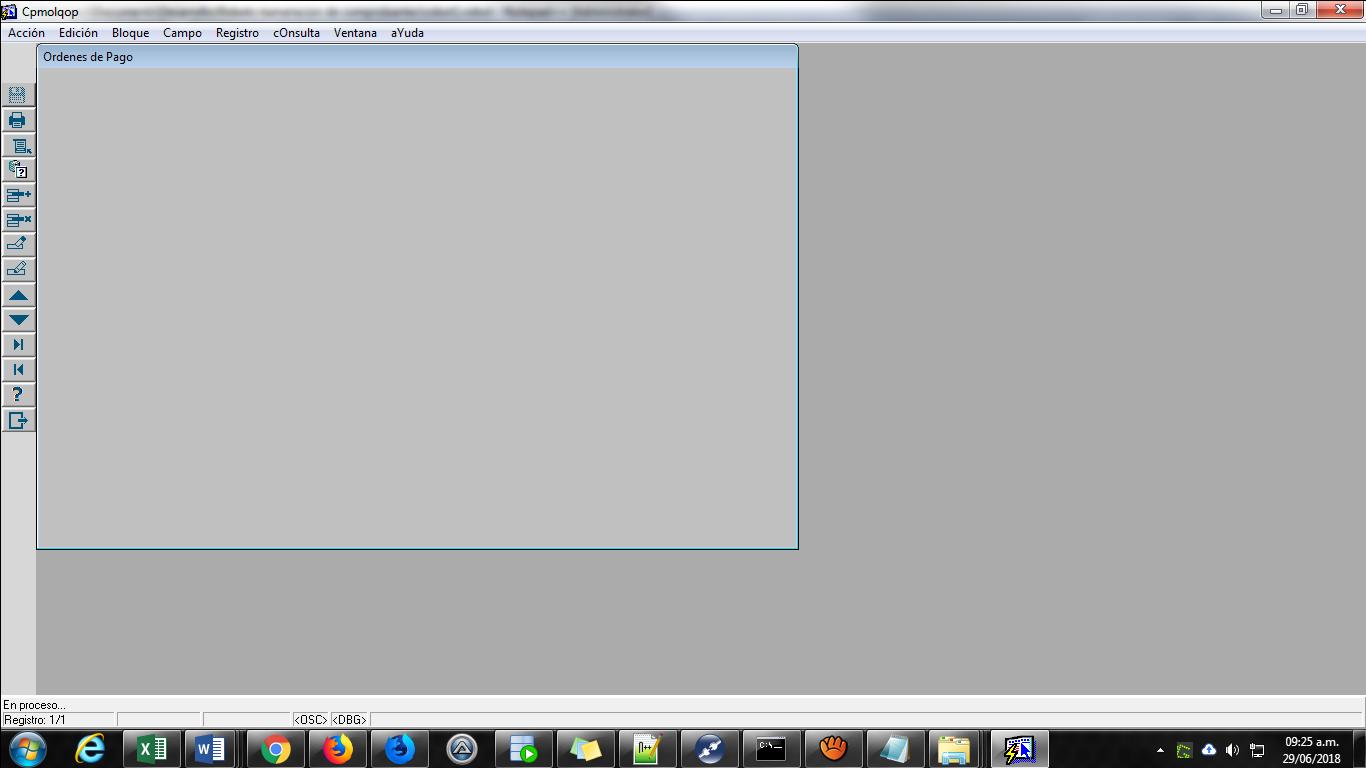 Cpmolqop
Acción Edición Bloque Campo Registro cOnsulta Ventana aYuda
Ordenes de Pago
En proceso...
Registro: 1/1 <OSC> <DBG>
09:25 a.m.
29/06/2018